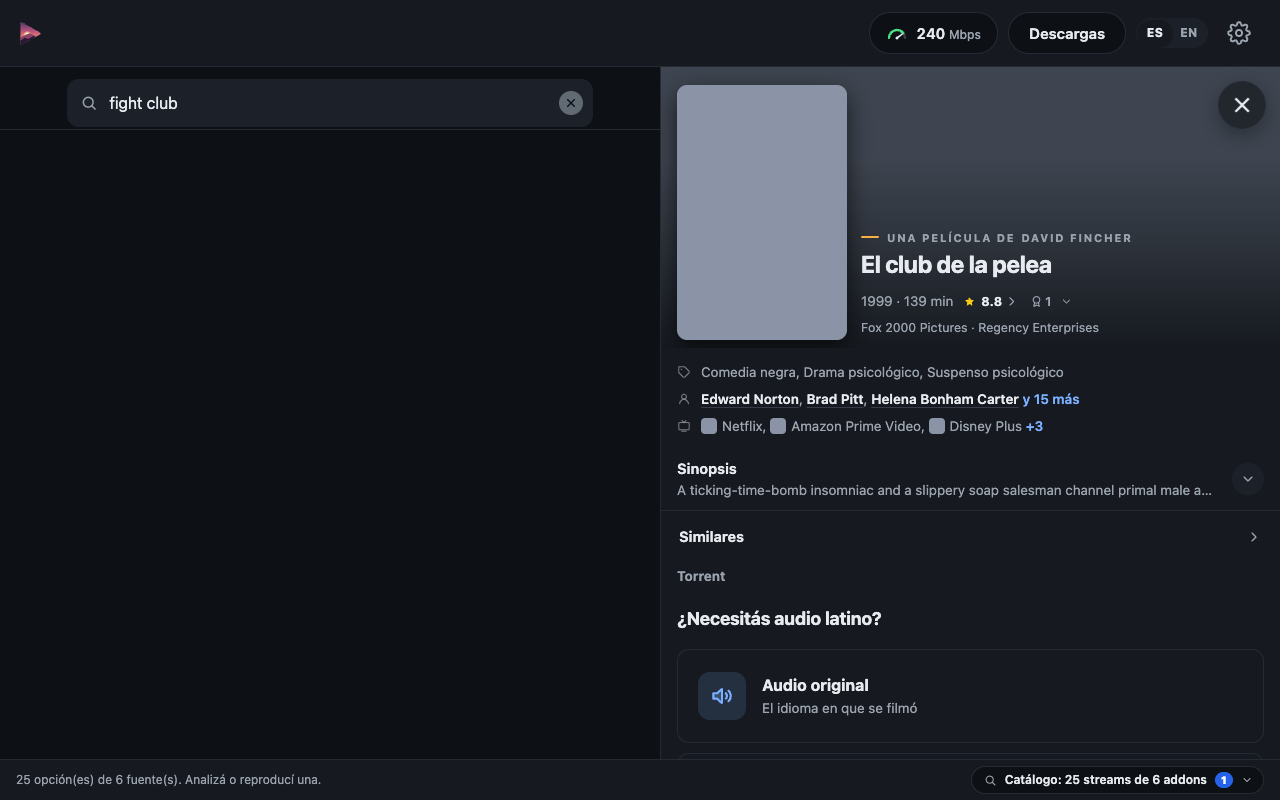 240 Mbps
Descargas
ES EN
fight club
UNA PELÍCULA DE DAVID FINCHER
El club de la pelea
1999 · 139 min 8.8 1
Fox 2000 Pictures · Regency Enterprises
Comedia negra, Drama psicológico, Suspenso psicológico
Edward Norton, Brad Pitt, Helena Bonham Carter y 15 más
Netflix, Amazon Prime Video, Disney Plus +3
Sinopsis
A ticking-time-bomb insomniac and a slippery soap salesman channel primal male a...
Similares
Torrent
¿Necesitás audio latino?
Audio original
El idioma en que se filmó
25 opción(es) de 6 fuente(s). Analizá o reproducí una.
Catálogo: 25 streams de 6 addons 1